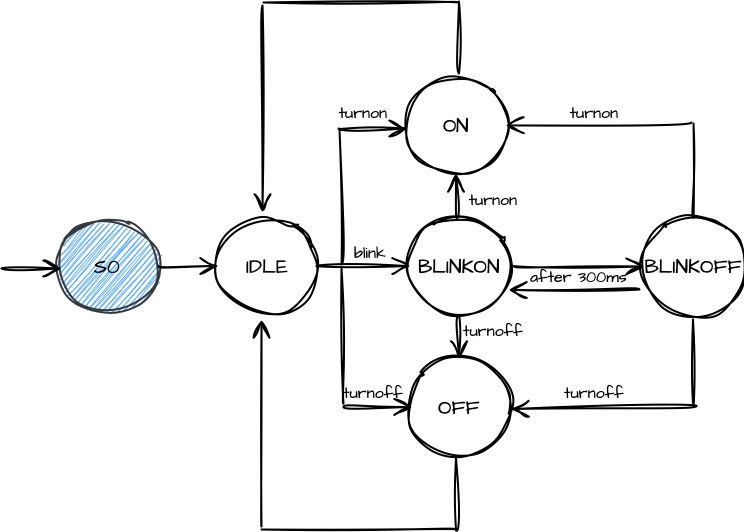 turnon
ON
turnon
turnon
S0
IDLE
blink
BLINKON
after 300ms
BLINKOFF
turnoff
turnoff
OFF
turnoff